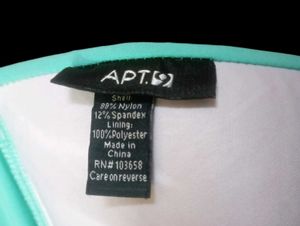 APT.9
Shell
88% Nylon
12% Spandex
Lining:
100%Polyester
Made in
China
RN#103658
Care on reverse